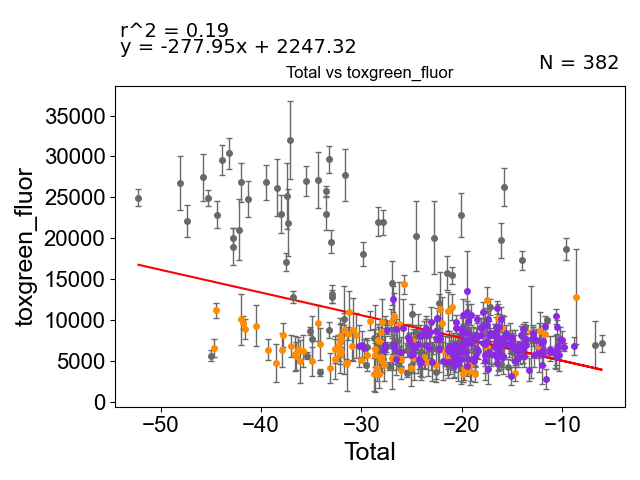 r^2 = 0.19
y = -277.95x + 2247.32
N = 382
Total vs toxgreen_fluor
35000
30000
25000
20000
15000
10000
5000
0
toxgreen_fluor
−50 −40 −30 −20 −10
Total